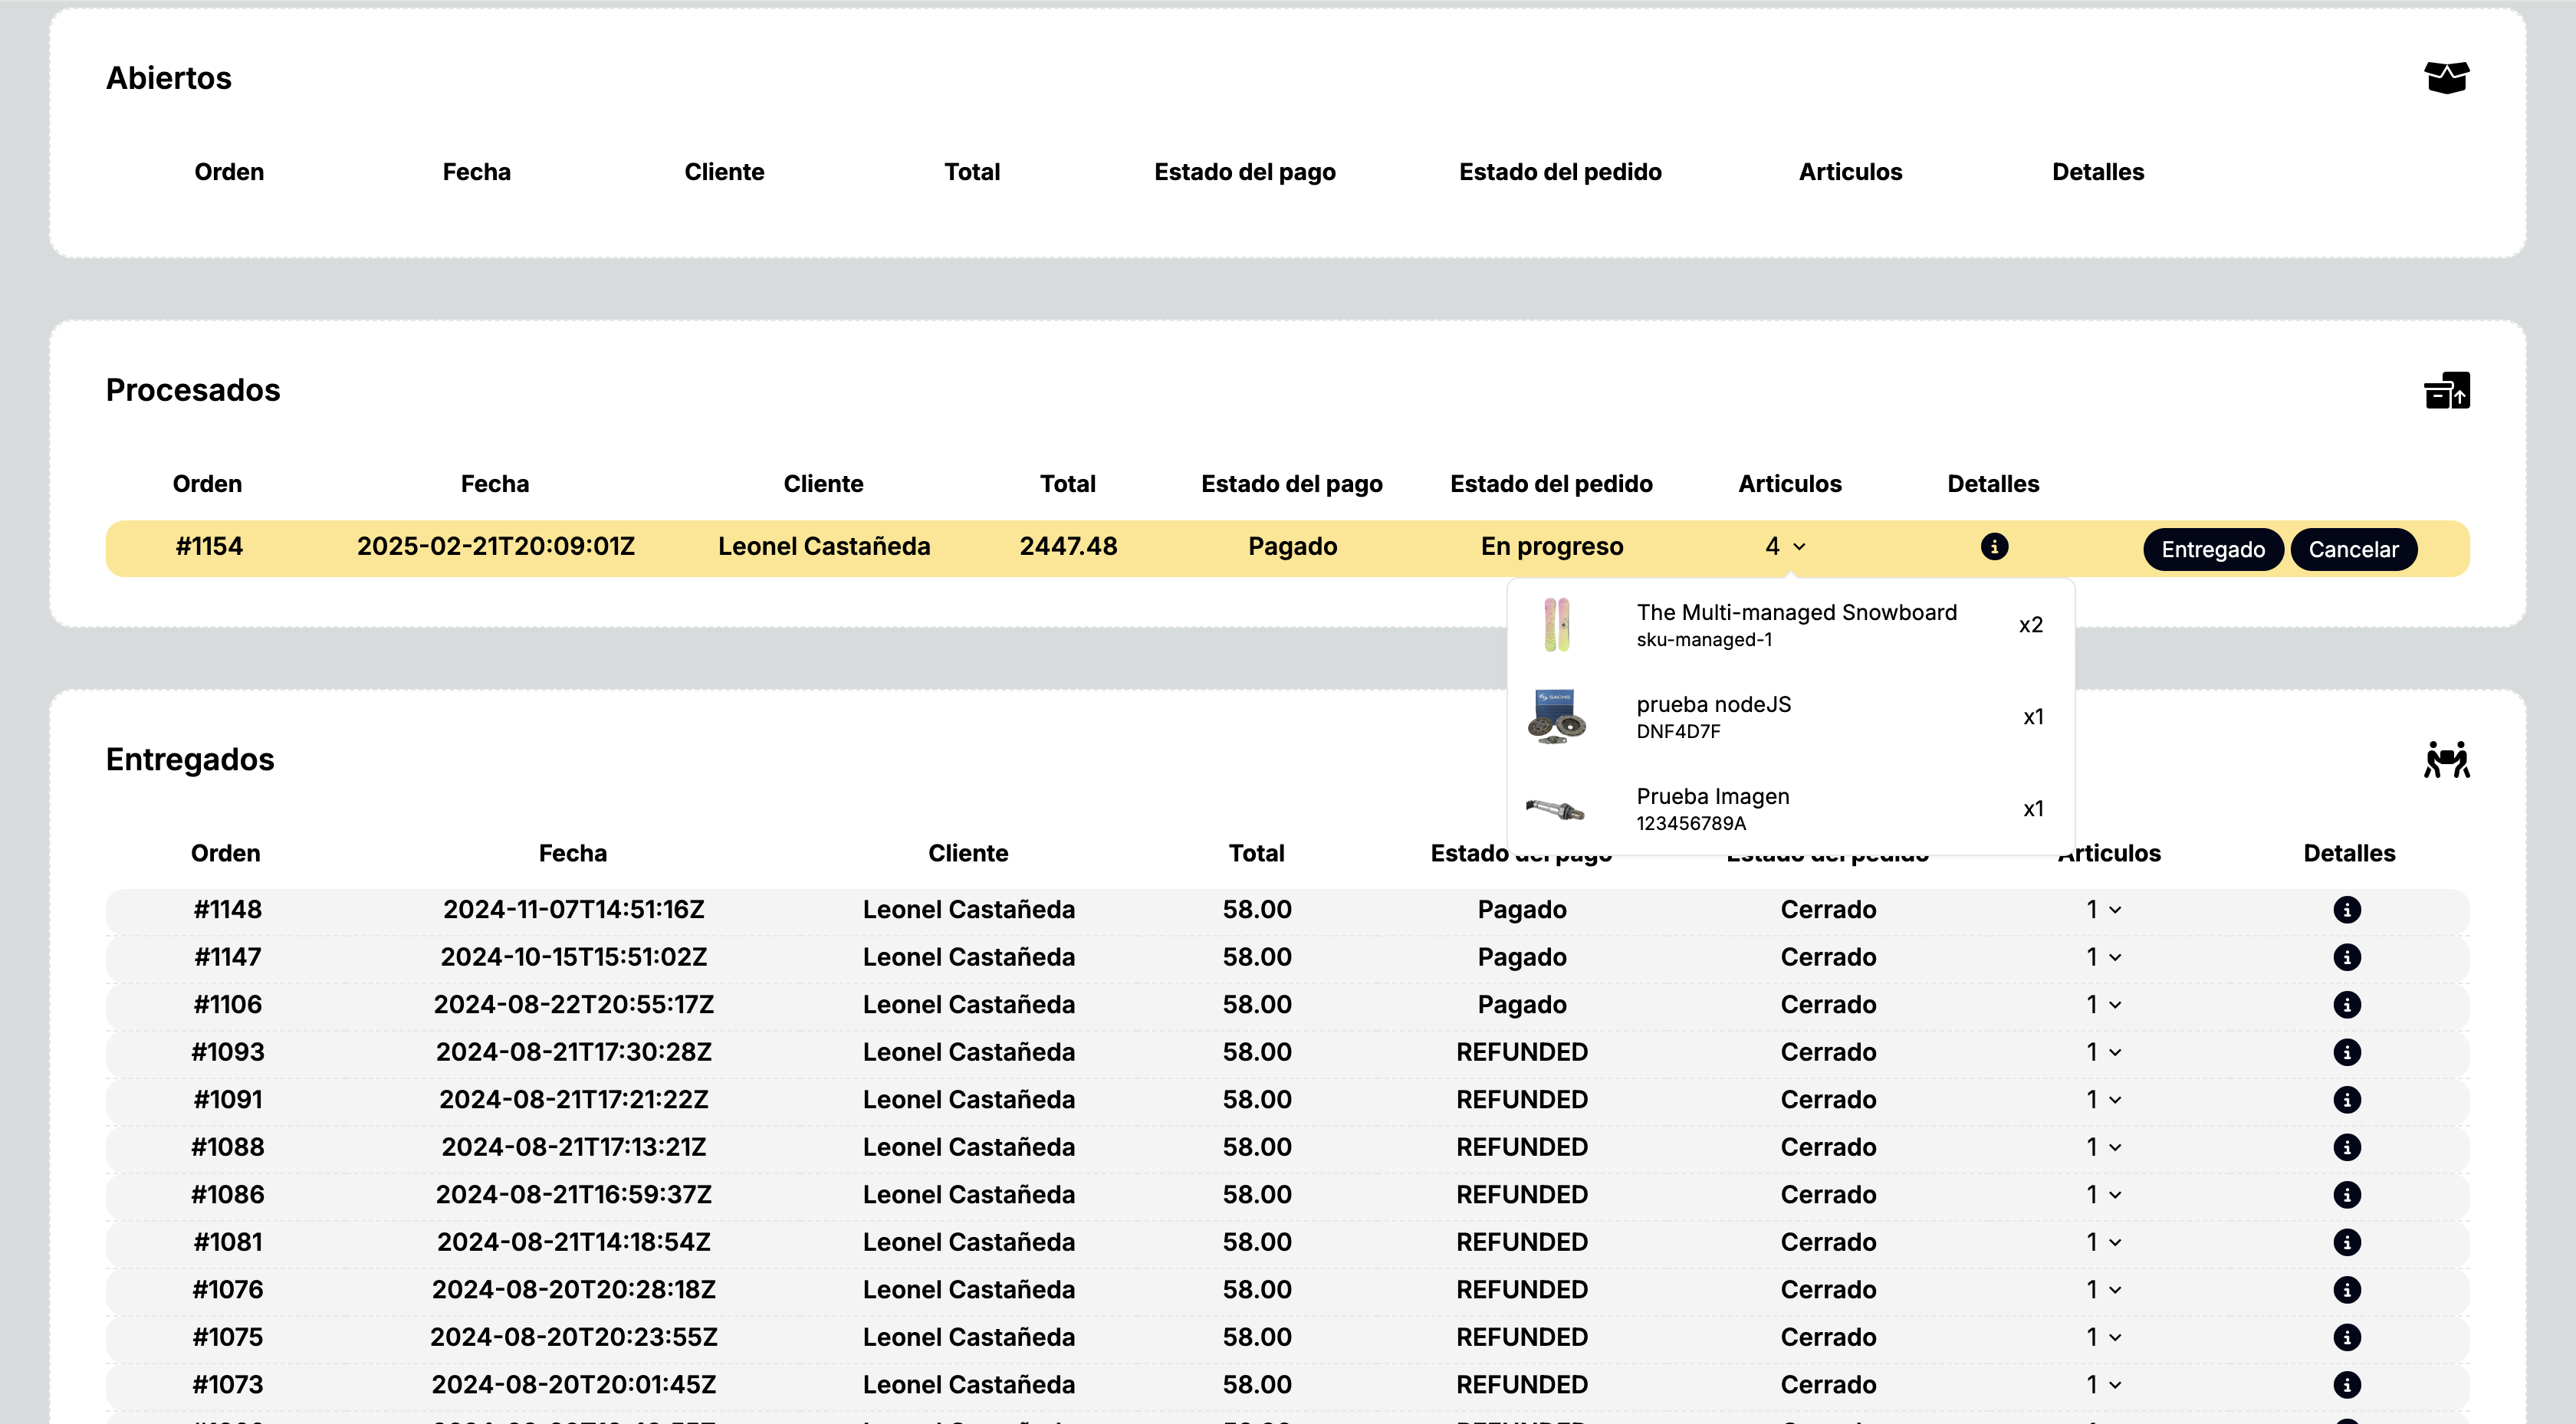 Abiertos
Orden Fecha Cliente Total Estado del pago Estado del pedido Articulos Detalles
Procesados
Orden Fecha Cliente Total Estado del pago Estado del pedido Articulos Detalles
#1154 2025-02-21T20:09:01Z Leonel Castañeda 2447.48 Pagado En progreso 4 Entregado Cancelar
The Multi-managed Snowboard
sku-managed-1
x2
SACHS
prueba nodeJS
DNF4D7F
x1
Prueba Imagen
123456789A
x1
Entregados
Orden Fecha Cliente Total Estado del pago Estado del pedido Articulos Detalles
#1148 2024-11-07T14:51:16Z Leonel Castañeda 58.00 Pagado Cerrado 1
#1147 2024-10-15T15:51:02Z Leonel Castañeda 58.00 Pagado Cerrado 1
#1106 2024-08-22T20:55:17Z Leonel Castañeda 58.00 Pagado Cerrado 1
#1093 2024-08-21T17:30:28Z Leonel Castañeda 58.00 REFUNDED Cerrado 1
#1091 2024-08-21T17:21:22Z Leonel Castañeda 58.00 REFUNDED Cerrado 1
#1088 2024-08-21T17:13:21Z Leonel Castañeda 58.00 REFUNDED Cerrado 1
#1086 2024-08-21T16:59:37Z Leonel Castañeda 58.00 REFUNDED Cerrado 1
#1081 2024-08-21T14:18:54Z Leonel Castañeda 58.00 REFUNDED Cerrado 1
#1076 2024-08-20T20:28:18Z Leonel Castañeda 58.00 REFUNDED Cerrado 1
#1075 2024-08-20T20:23:55Z Leonel Castañeda 58.00 REFUNDED Cerrado 1
#1073 2024-08-20T20:01:45Z Leonel Castañeda 58.00 REFUNDED Cerrado 1